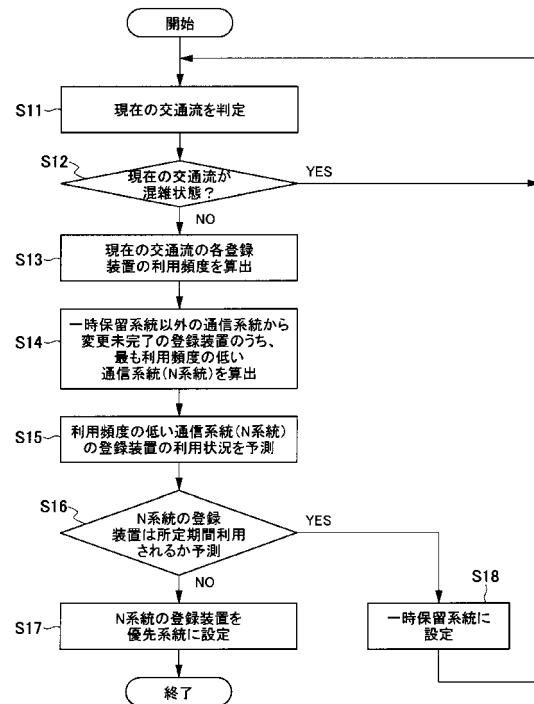 開始
S11
現在の交通流を判定
S12
現在の交通流が
混雑状態？
YES
NO
S13
現在の交通流の各登録
装置の利用頻度を算出
S14
一時保留系統以外の通信系統から
変更未完了の登録装置のうち、
最も利用頻度の低い
通信系統(N系統)を算出
S15
利用頻度の低い通信系統(N系統)
の登録装置の利用状況を予測
S16
N系統の登録
装置は所定期間利用
されるか予測
YES
NO
S17
N系統の登録装置を
優先系統に設定
S18
一時保留系統に
設定
終了